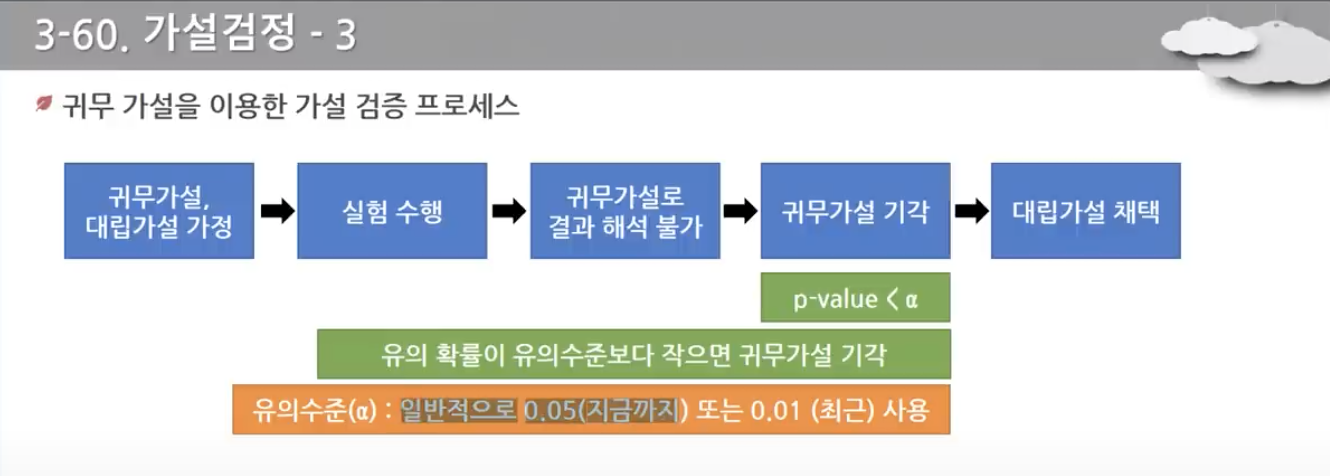 3-60. 가설검정 - 3
귀무 가설을 이용한 가설 검증 프로세스
귀무가설,
대립가설 가정
실험 수행
귀무가설로
결과 해석 불가
귀무가설 기각
대립가설 채택
p-value < α
유의 확률이 유의수준보다 작으면 귀무가설 기각
유의수준(α) : 일반적으로 0.05(지금까지) 또는 0.01 (최근) 사용